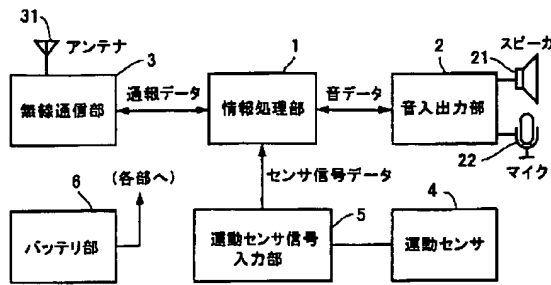 31
アンテナ
3
1
2
21
スピーカ
無線通信部
通報データ
情報処理部
音データ
音入出力部
22
マイク
センサ信号データ
(各部へ)
6
5
4
バッテリ部
運動センサ信号
入力部
運動センサ